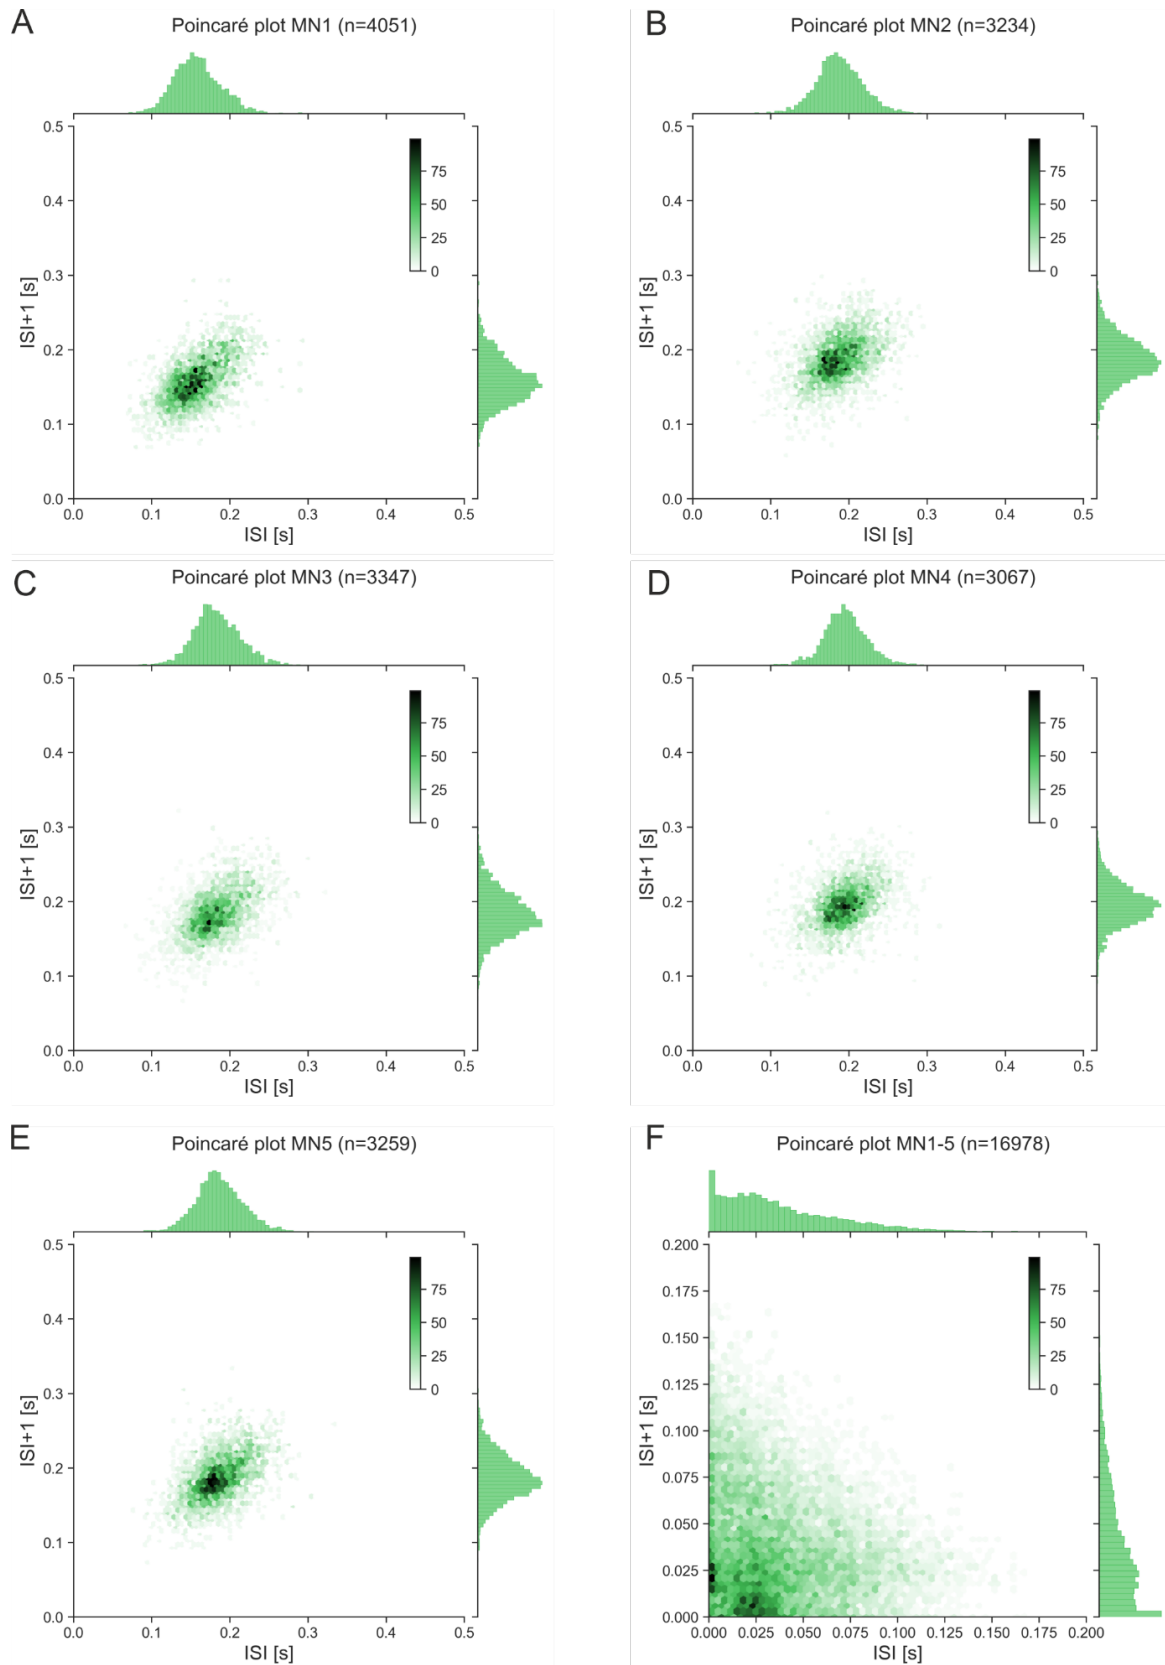 A
Poincaré plot MN1 (n=4051)
0.5
0.4
0.3
0.2
0.1
0.0
ISI+1 [s]
75
50
25
0
0.0 0.1 0.2 0.3 0.4 0.5
ISI [s]
B
Poincaré plot MN2 (n=3234)
0.5
0.4
0.3
0.2
0.1
0.0
ISI+1 [s]
75
50
25
0
0.0 0.1 0.2 0.3 0.4 0.5
ISI [s]
C
Poincaré plot MN3 (n=3347)
0.5
0.4
0.3
0.2
0.1
0.0
ISI+1 [s]
75
50
25
0
0.0 0.1 0.2 0.3 0.4 0.5
ISI [s]
D
Poincaré plot MN4 (n=3067)
0.5
0.4
0.3
0.2
0.1
0.0
ISI+1 [s]
75
50
25
0
0.0 0.1 0.2 0.3 0.4 0.5
ISI [s]
E
Poincaré plot MN5 (n=3259)
0.5
0.4
0.3
0.2
0.1
0.0
ISI+1 [s]
75
50
25
0
0.0 0.1 0.2 0.3 0.4 0.5
ISI [s]
F
Poincaré plot MN1-5 (n=16978)
0.200
0.175
0.150
0.125
0.100
0.075
0.050
0.025
0.000
ISI+1 [s]
75
50
25
0
0.000 0.025 0.050 0.075 0.100 0.125 0.150 0.175 0.200
ISI [s]